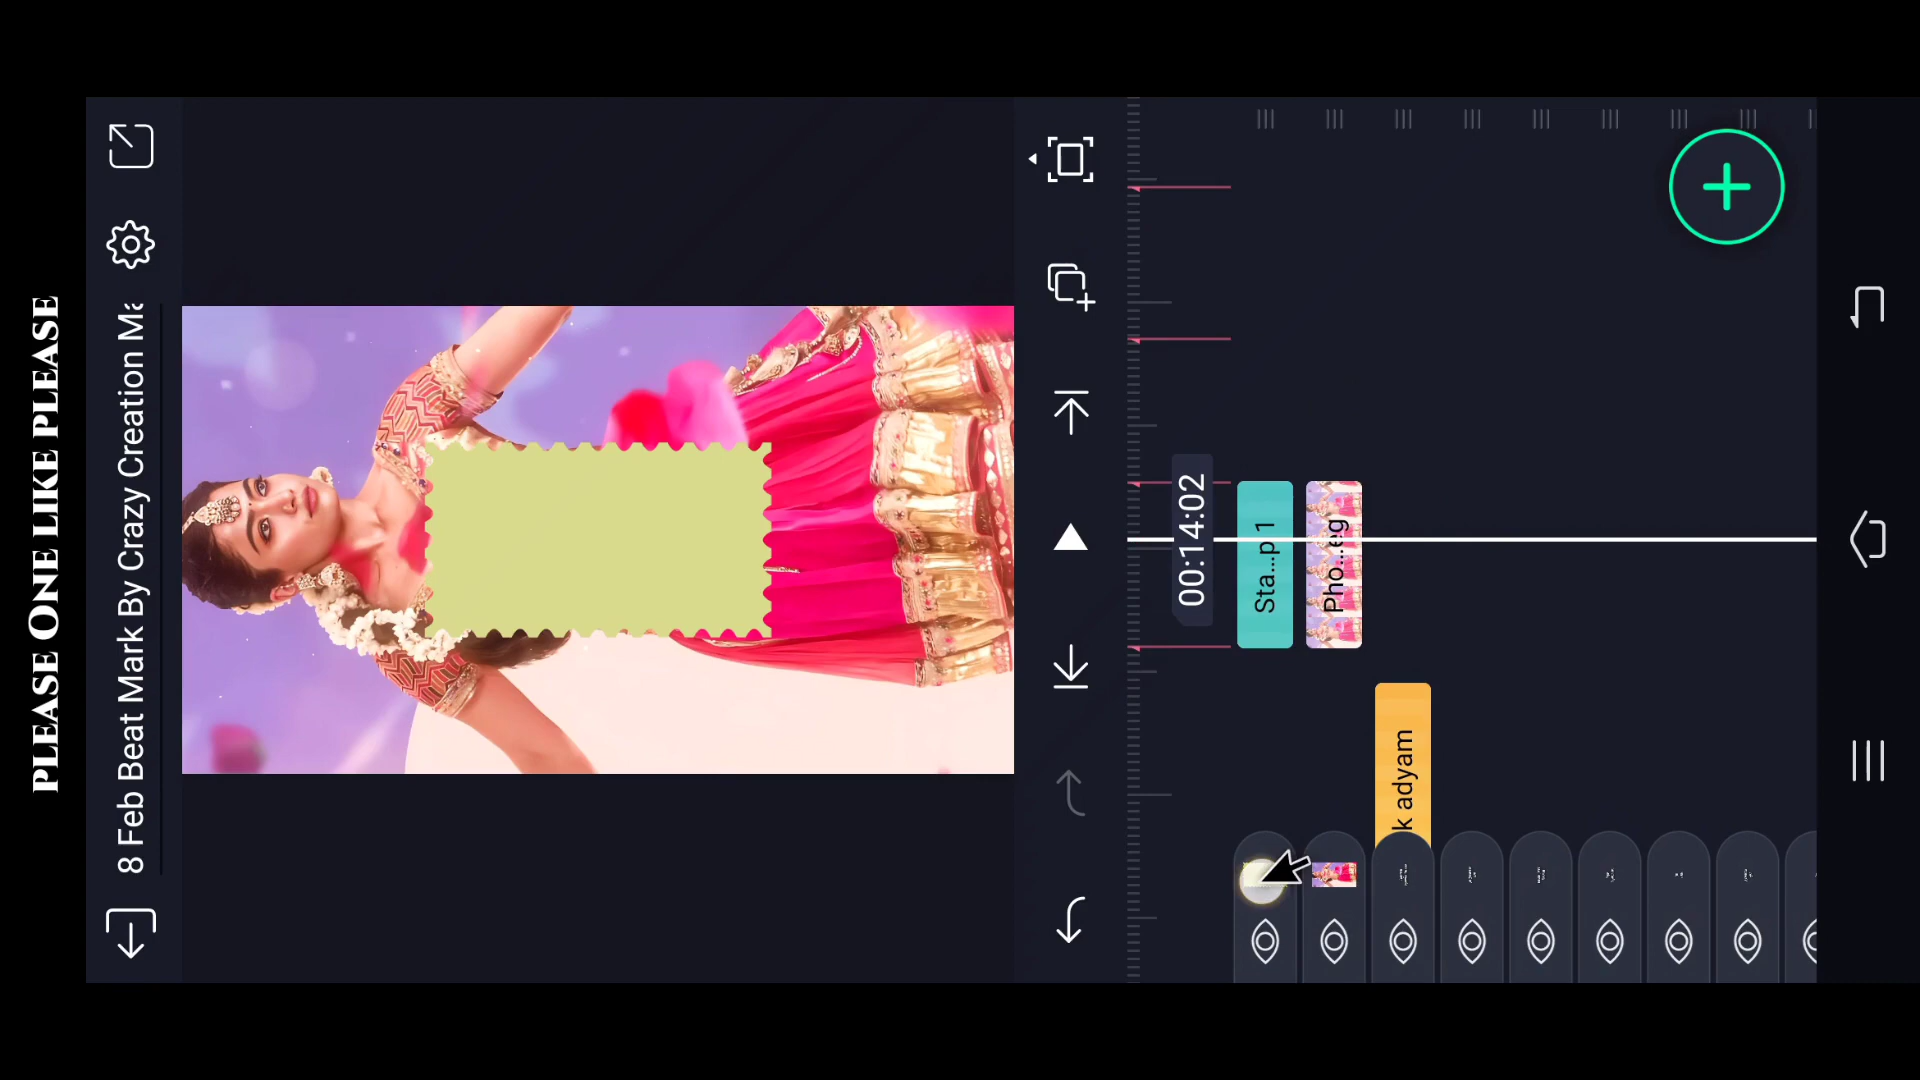 PLEASE ONE LIKE PLEASE
8 Feb Beat Mark By Crazy Creation Ma
00:14:02
Sta...p 1
Pho...eg
k adyam